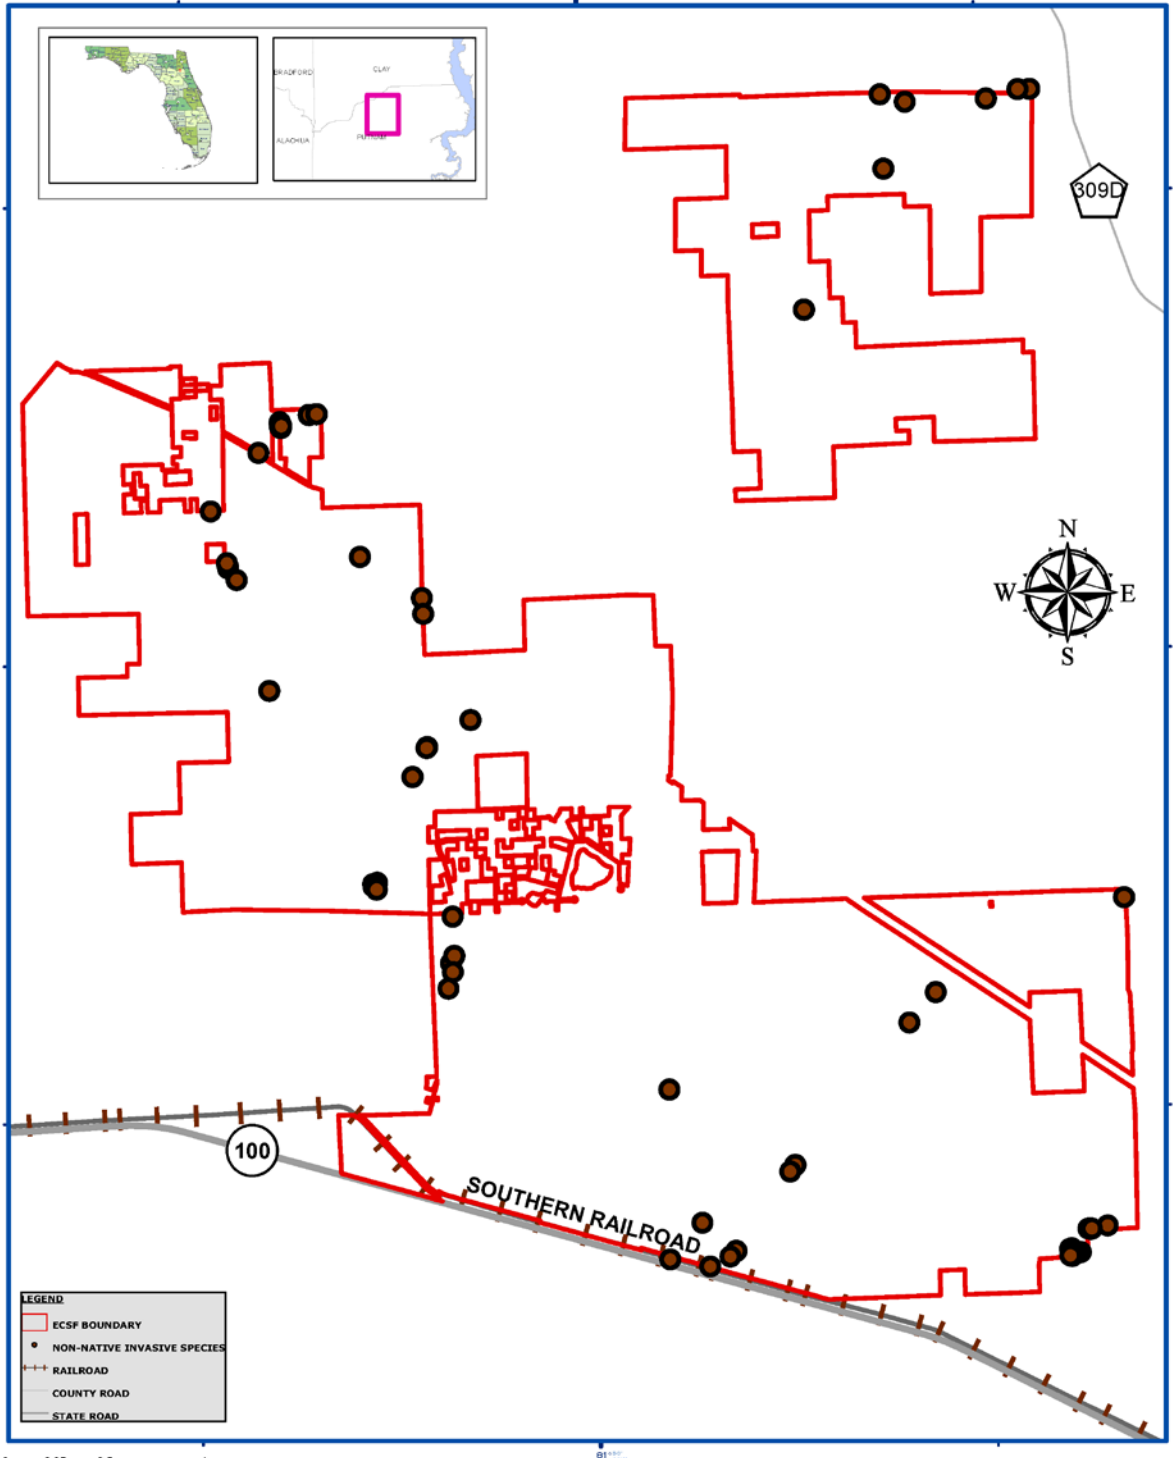 BRADFORD
CLAY
ALACHUA
PUTNAM
309D
N
W
E
S
100
SOUTHERN RAILROAD
LEGEND
ECSF BOUNDARY
NON-NATIVE INVASIVE SPECIES
RAILROAD
COUNTY ROAD
STATE ROAD